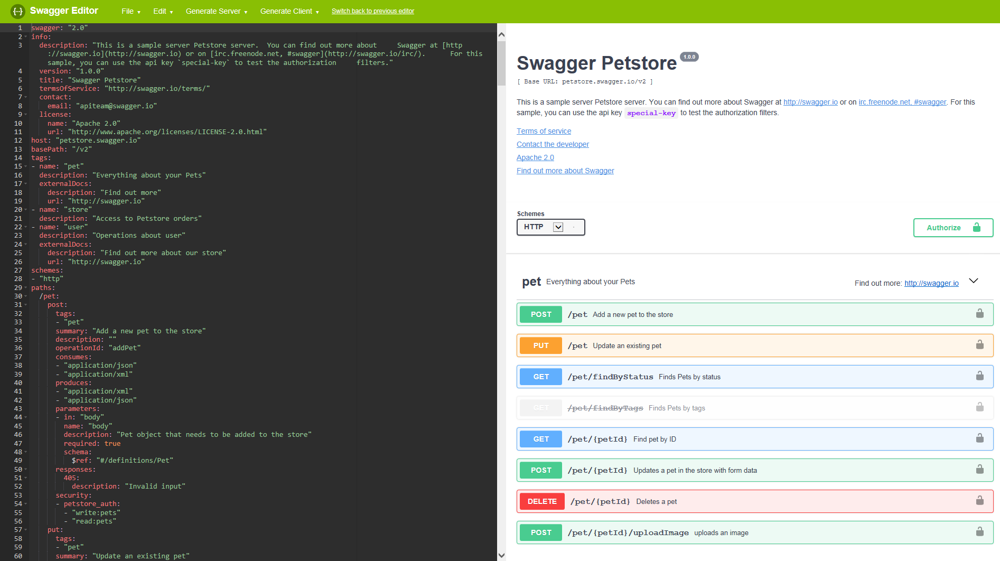 Swagger Editor File Edit Generate Server Generate Client Switch back to previous editor
1 swagger: "2.0"
2 info:
3 description: "This is a sample server Petstore server.  You can find out more about     Swagger at [http
://swagger.io](http://swagger.io) or on [irc.freenode.net, #swagger](http://swagger.io/irc/).      For this
sample, you can use the api key `special-key` to test the authorization     filters."
4 version: "1.0.0"
5 title: "Swagger Petstore"
6 termsOfService: "http://swagger.io/terms/"
7 contact:
8 email: "apiteam@swagger.io"
9 license:
10 name: "Apache 2.0"
11 url: "http://www.apache.org/licenses/LICENSE-2.0.html"
12 host: "petstore.swagger.io"
13 basePath: "/v2"
14 tags:
15 - name: "pet"
16 description: "Everything about your Pets"
17 externalDocs:
18 description: "Find out more"
19 url: "http://swagger.io"
20 - name: "store"
21 description: "Access to Petstore orders"
22 - name: "user"
23 description: "Operations about user"
24 externalDocs:
25 description: "Find out more about our store"
26 url: "http://swagger.io"
27 schemes:
28 - "http"
29 paths:
30 /pet:
31 post:
32 tags:
33 - "pet"
34 summary: "Add a new pet to the store"
35 description: ""
36 operationId: "addPet"
37 consumes:
38 - "application/json"
39 - "application/xml"
40 produces:
41 - "application/xml"
42 - "application/json"
43 parameters:
44 - in: "body"
45 name: "body"
46 description: "Pet object that needs to be added to the store"
47 required: true
48 schema:
49 $ref: "#/definitions/Pet"
50 responses:
51 405:
52 description: "Invalid input"
53 security:
54 - petstore_auth:
55 - "write:pets"
56 - "read:pets"
57 put:
58 tags:
59 - "pet"
60 summary: "Update an existing pet"
Swagger Petstore 1.0.0
[ Base URL: petstore.swagger.io/v2 ]
This is a sample server Petstore server. You can find out more about Swagger at http://swagger.io or on irc.freenode.net, #swagger. For this
sample, you can use the api key special-key to test the authorization filters.
Terms of service
Contact the developer
Apache 2.0
Find out more about Swagger
Schemes
HTTP
Authorize
pet Everything about your Pets Find out more: http://swagger.io
POST /pet Add a new pet to the store
PUT /pet Update an existing pet
GET /pet/findByStatus Finds Pets by status
GET /pet/findByTags Finds Pets by tags
GET /pet/{petId} Find pet by ID
POST /pet/{petId} Updates a pet in the store with form data
DELETE /pet/{petId} Deletes a pet
POST /pet/{petId}/uploadImage uploads an image